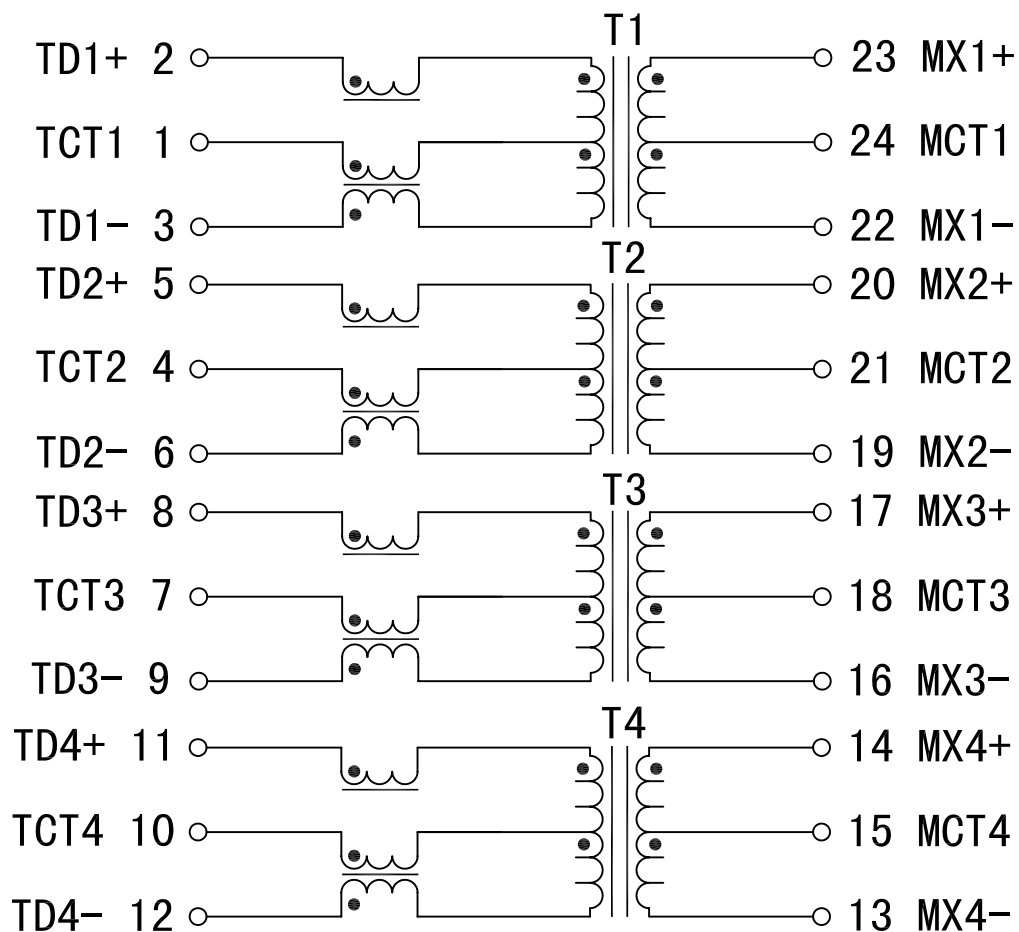 T1
TD1+ 2 23 MX1+
TCT1 1 24 MCT1
TD1- 3 22 MX1-
T2
TD2+ 5 20 MX2+
TCT2 4 21 MCT2
TD2- 6 19 MX2-
T3
TD3+ 8 17 MX3+
TCT3 7 18 MCT3
TD3- 9 16 MX3-
T4
TD4+ 11 14 MX4+
TCT4 10 15 MCT4
TD4- 12 13 MX4-